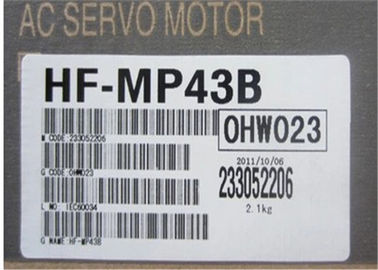 AC SERVO MOTOR
HF-MP43B
OHW023
M CODE:233052206
2011/10/06
G CODE:OHW023
233052206
L NO: IEC60034
2.1kg
G NAME:HF-MP43B